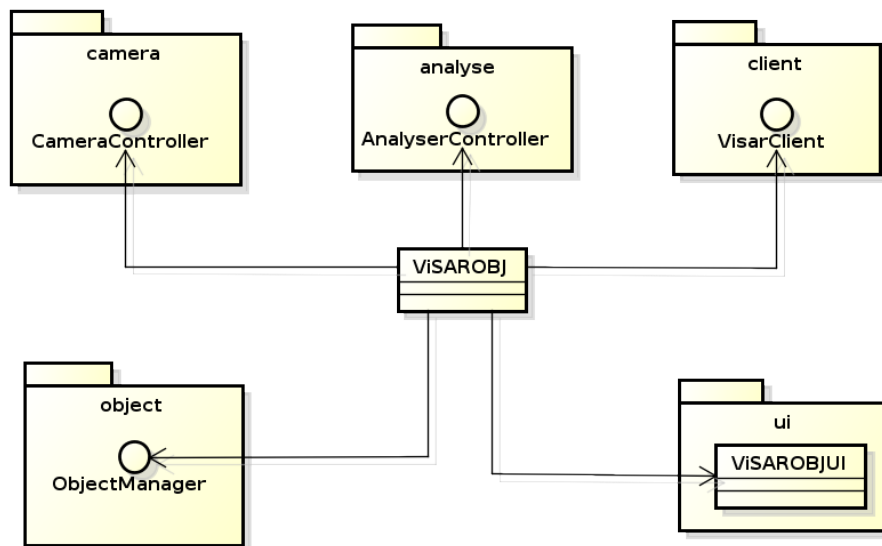 camera
CameraController
analyse
AnalyserController
client
VisarClient
ViSAROBJ
object
ObjectManager
ui
ViSAROBJUI